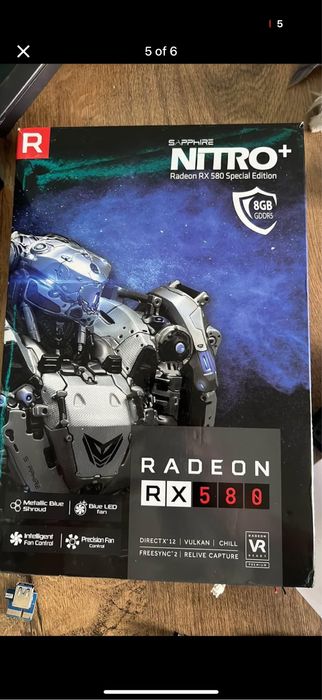 5
5 of 6
R
SAPPHIRE
NITRO+
Radeon RX 580 Special Edition
8GB
GDDR5
SAPPHIRE
RADEON
RX 580
Metallic Blue Shroud
Blue LED Fan
Intelligent Fan Control
Precision Fan Control
DIRECTX®12 | VULKAN | CHILL
FREESYNC™2 | RELIVE CAPTURE
RADEON
VR
READY
PREMIUM